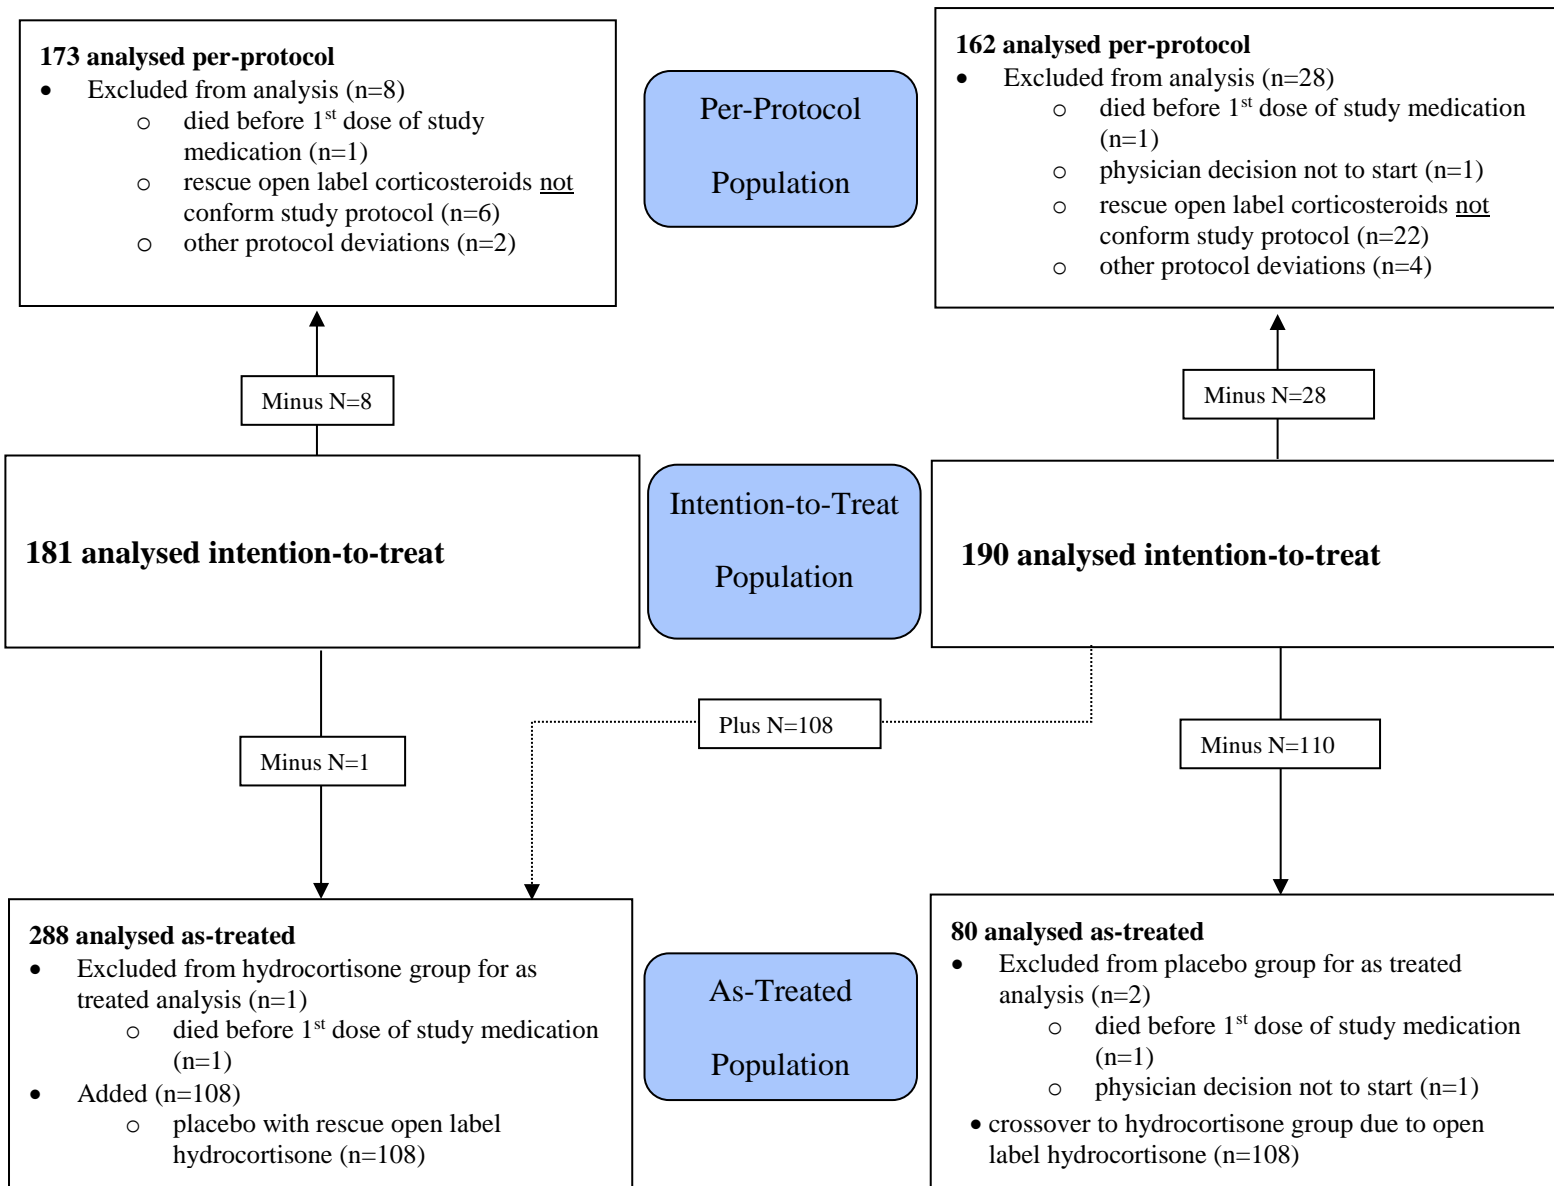 173 analysed per-protocol
• Excluded from analysis (n=8)
o died before 1st dose of study
medication (n=1)
o rescue open label corticosteroids not
conform study protocol (n=6)
o other protocol deviations (n=2)
Per-Protocol
Population
162 analysed per-protocol
• Excluded from analysis (n=28)
o died before 1st dose of study medication
(n=1)
o physician decision not to start (n=1)
o rescue open label corticosteroids not
conform study protocol (n=22)
o other protocol deviations (n=4)
Minus N=8
Minus N=28
181 analysed intention-to-treat
Intention-to-Treat
Population
190 analysed intention-to-treat
Plus N=108
Minus N=1
Minus N=110
288 analysed as-treated
• Excluded from hydrocortisone group for as
treated analysis (n=1)
o died before 1st dose of study medication
(n=1)
• Added (n=108)
o placebo with rescue open label
hydrocortisone (n=108)
As-Treated
Population
80 analysed as-treated
• Excluded from placebo group for as treated
analysis (n=2)
o died before 1st dose of study medication
(n=1)
o physician decision not to start (n=1)
• crossover to hydrocortisone group due to open
label hydrocortisone (n=108)